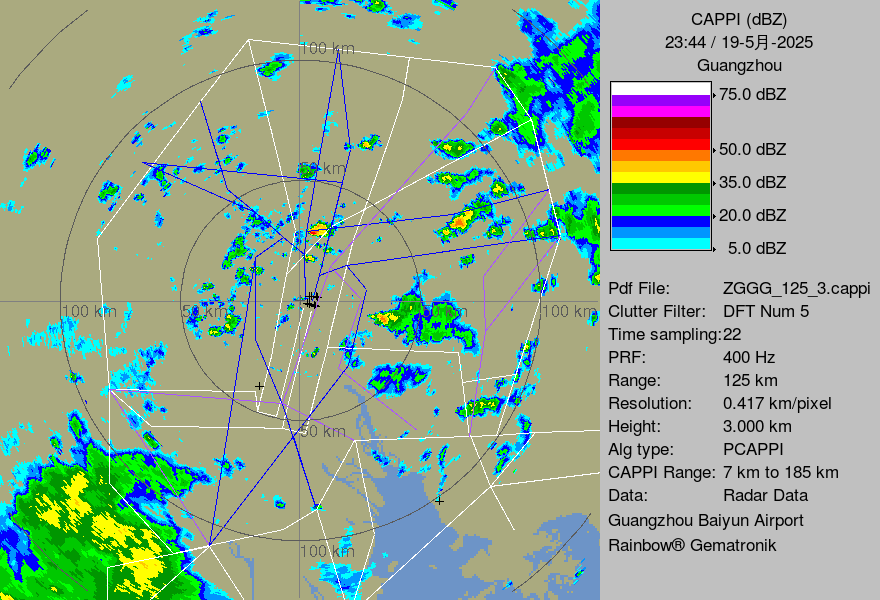 CAPPI (dBZ)
23:44 / 19-5月-2025
Guangzhou
75.0 dBZ
50.0 dBZ
35.0 dBZ
20.0 dBZ
5.0 dBZ
Pdf File: ZGGG_125_3.cappi
Clutter Filter: DFT Num 5
Time sampling:22
PRF: 400 Hz
Range: 125 km
Resolution: 0.417 km/pixel
Height: 3.000 km
Alg type: PCAPPI
CAPPI Range: 7 km to 185 km
Data: Radar Data
Guangzhou Baiyun Airport
Rainbow® Gematronik
100 km
50 km
100 km
50 km
50 km
100 km
50 km
100 km